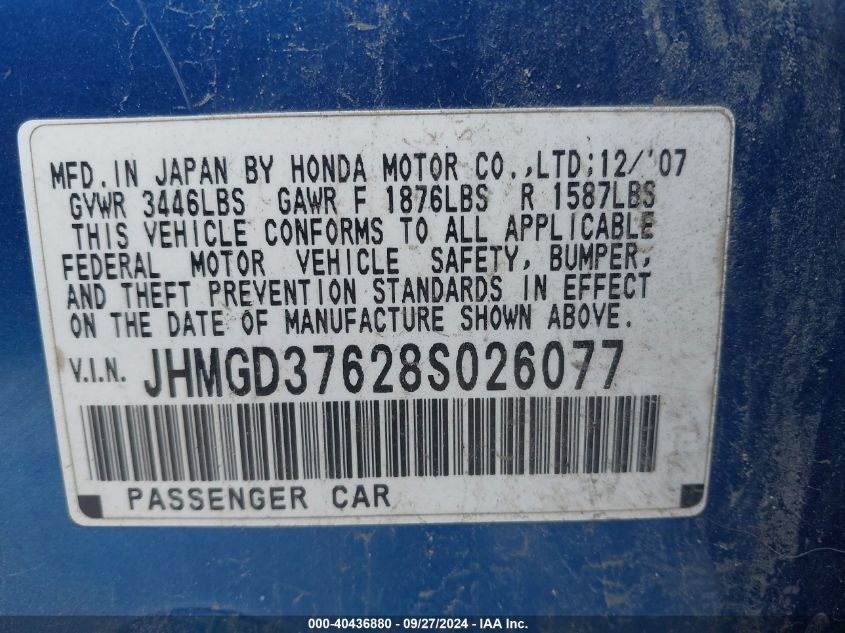 MFD.IN JAPAN BY HONDA MOTOR CO.,LTD;12/'07
GVWR 3446LBS GAWR F 1876LBS R 1587LBS
THIS VEHICLE CONFORMS TO ALL APPLICABLE
FEDERAL MOTOR VEHICLE SAFETY, BUMPER,
AND THEFT PREVENTION STANDARDS IN EFFECT
ON THE DATE OF MANUFACTURE SHOWN ABOVE.
V.I.N. JHMGD37628S026077
PASSENGER CAR
000-40436880 - 09/27/2024 - IAA Inc.